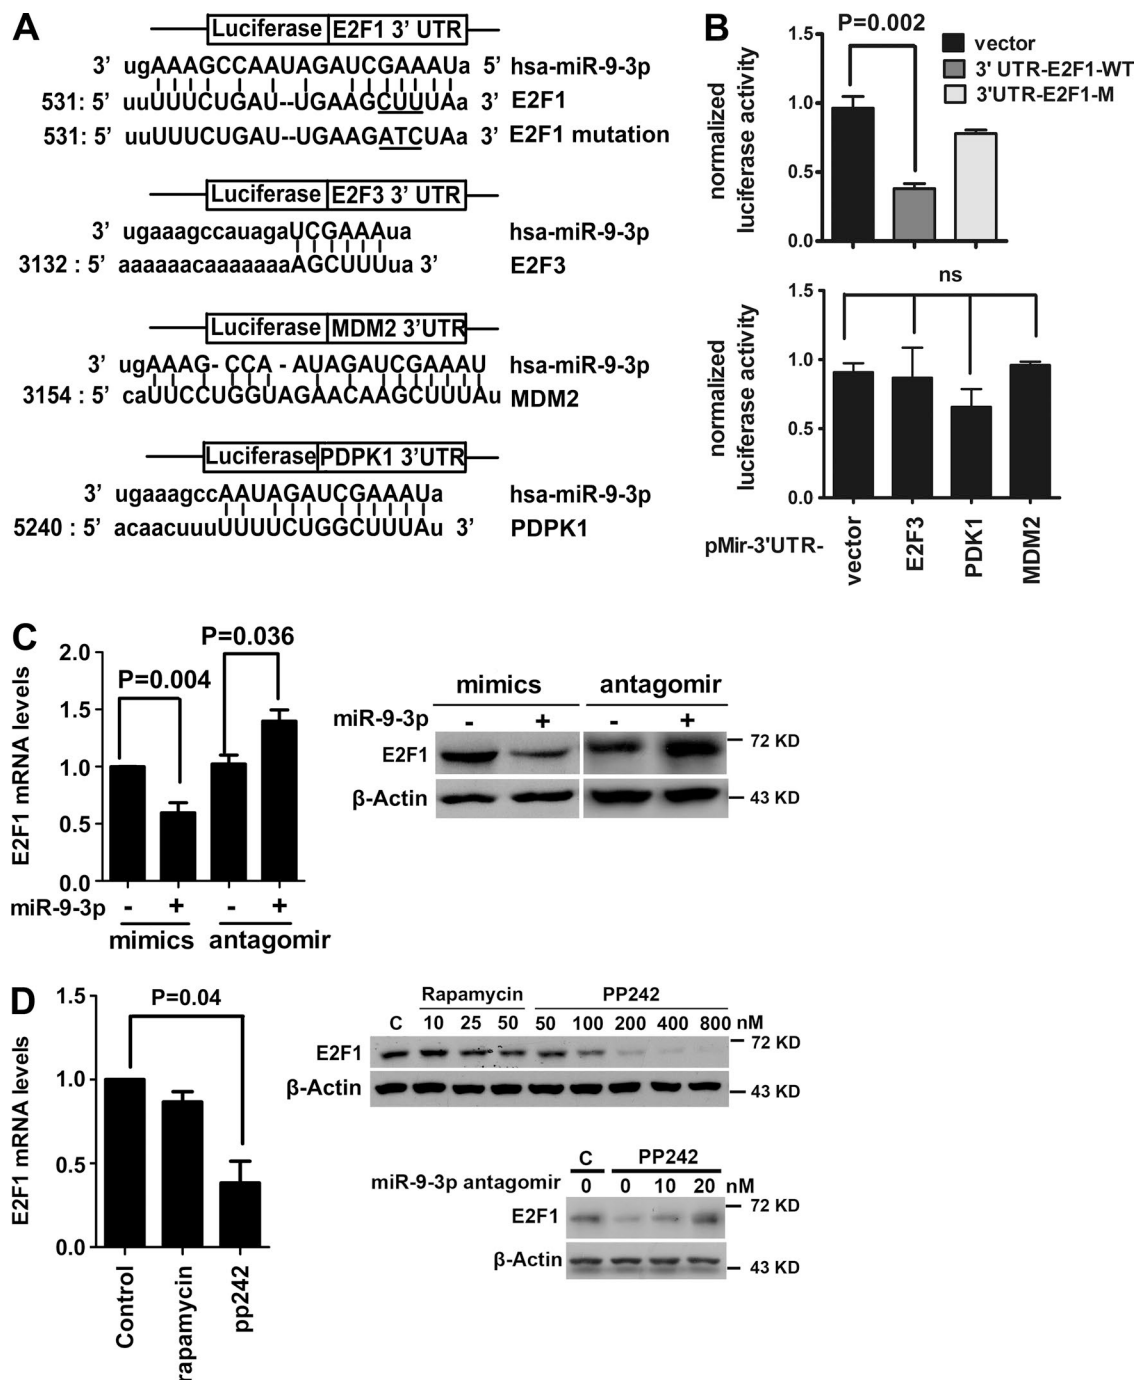 A
Luciferase E2F1 3' UTR
3' ugAAAGCCAAUAGAUCGAAAUa 5' hsa-miR-9-3p
531: 5' uuUUUCUGAU--UGAAGCUUUAa 3' E2F1
531: 5' uuUUUCUGAU--UGAAGATCUAa 3' E2F1 mutation
Luciferase E2F3 3' UTR
3' ugaaagccauagaUCGAAAua hsa-miR-9-3p
3132 : 5' aaaaaacaaaaaaaAGCUUUua 3' E2F3
Luciferase MDM2 3'UTR
3' ugAAAG- CCA - AUAGAUCGAAAU hsa-miR-9-3p
3154 : 5' caUUCCUGGUAGAACAAGCUUUAu MDM2
Luciferase PDPK1 3'UTR
3' ugaaagccAAUAGAUCGAAAUa hsa-miR-9-3p
5240 : 5' acaacuuuUUUUCUGGCUUUAu 3' PDPK1
B
normalized
luciferase activity
1.5
1.0
0.5
0.0
P=0.002
vector
3' UTR-E2F1-WT
3'UTR-E2F1-M
normalized
luciferase activity
1.5
1.0
0.5
0.0
ns
pMir-3'UTR-
vector
E2F3
PDK1
MDM2
C
E2F1 mRNA levels
2.0
1.5
1.0
0.5
0.0
P=0.004
P=0.036
miR-9-3p - + - +
mimics antagomir
mimics antagomir
miR-9-3p - + - +
E2F1 72 KD
β-Actin 43 KD
D
E2F1 mRNA levels
1.5
1.0
0.5
0.0
P=0.04
Control
rapamycin
pp242
Rapamycin PP242
C 10 25 50 50 100 200 400 800 nM
E2F1 72 KD
β-Actin 43 KD
C PP242
miR-9-3p antagomir 0 0 10 20 nM
E2F1 72 KD
β-Actin 43 KD